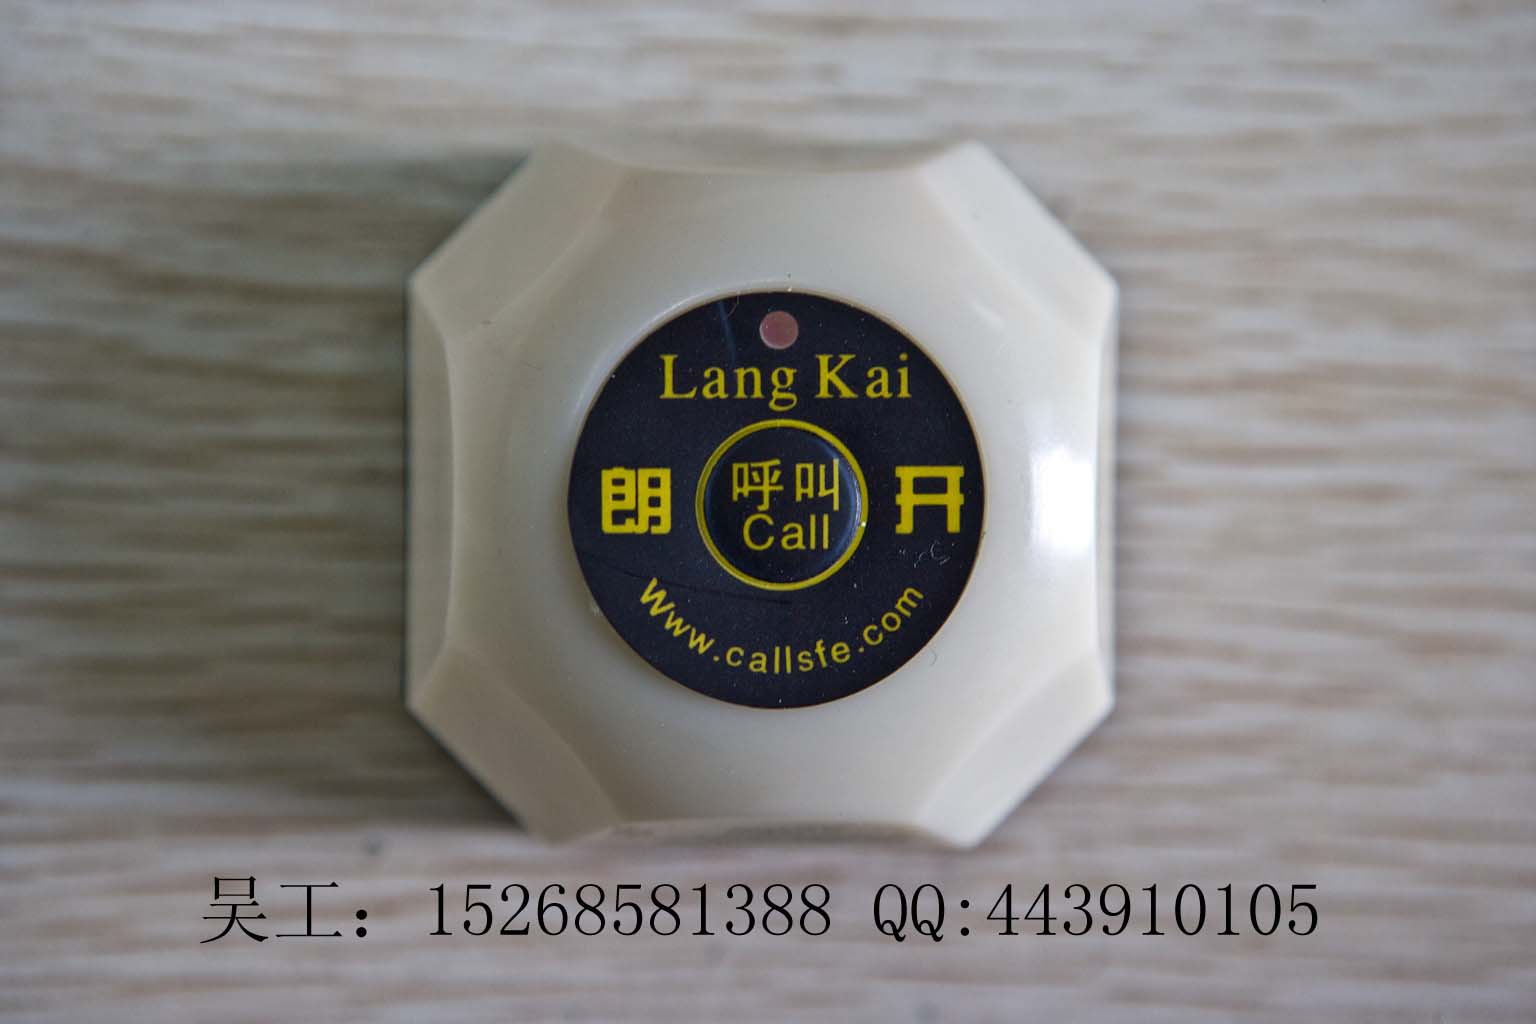 Lang Kai
朗 呼叫 开
Call
Www.callsfe.com
吴工：15268581388 QQ:443910105